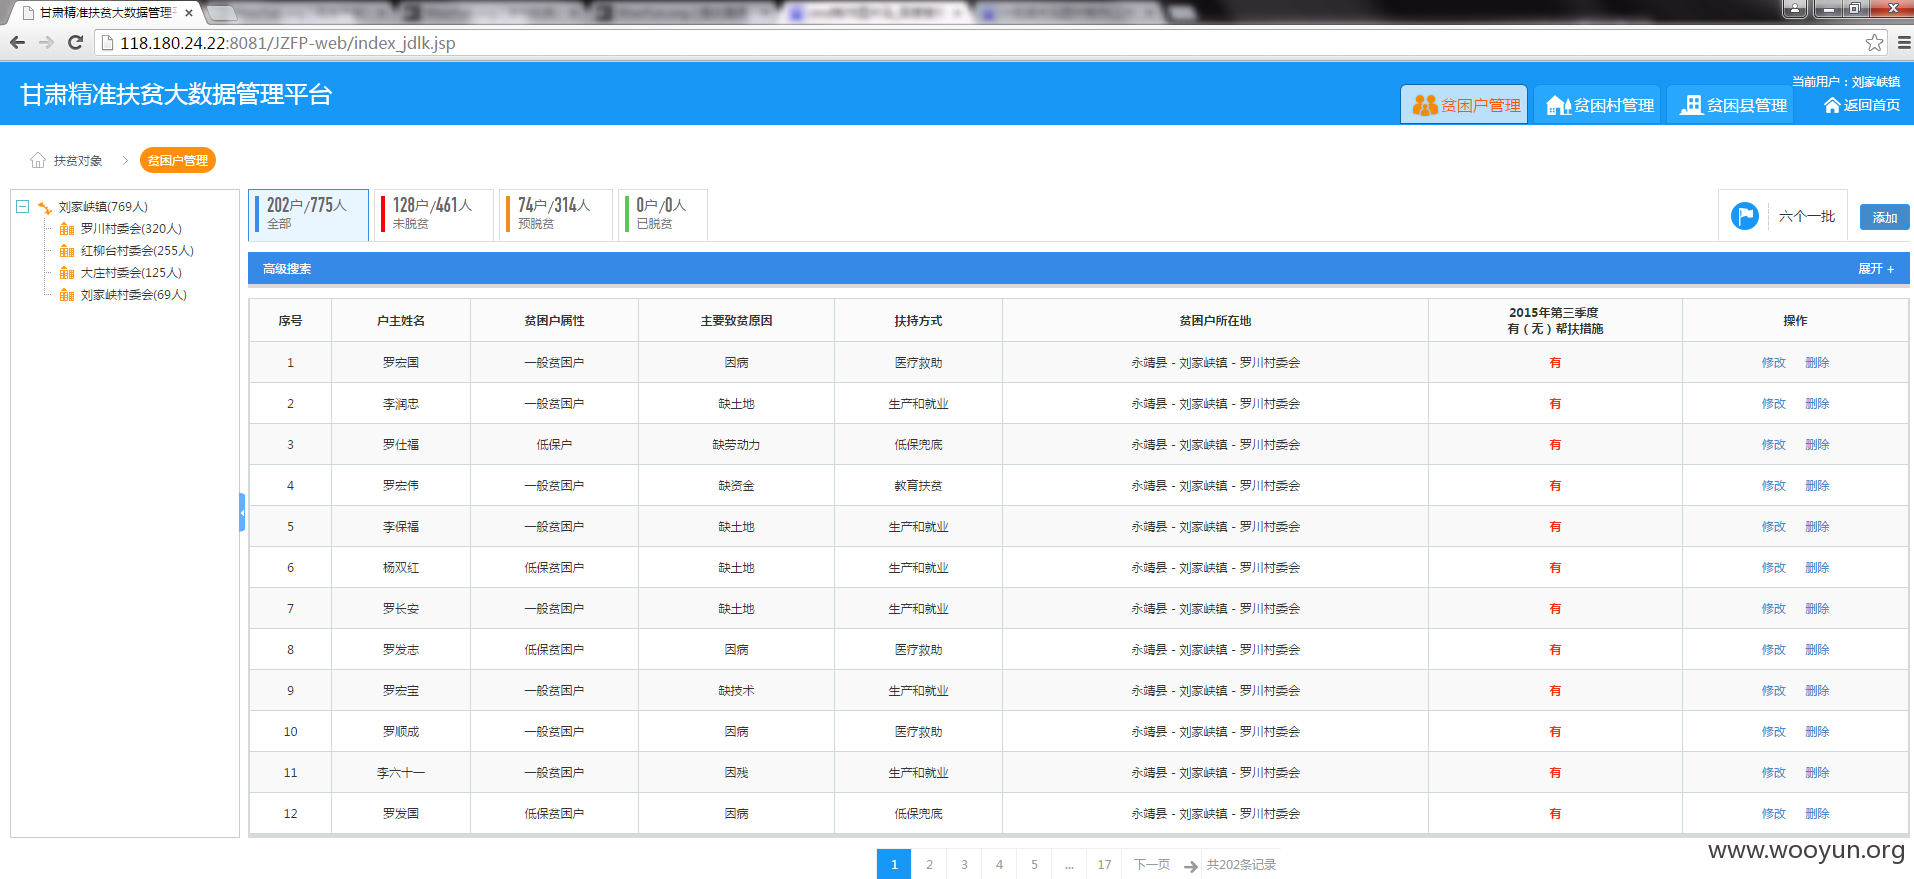 甘肃精准扶贫大数据管理平
118.180.24.22:8081/JZFP-web/index_jdlk.jsp
甘肃精准扶贫大数据管理平台
贫困户管理
贫困村管理
贫困县管理
当前用户：刘家峡镇
返回首页
扶贫对象
贫困户管理
刘家峡镇(769人)
罗川村委会(320人)
红柳台村委会(255人)
大庄村委会(125人)
刘家峡村委会(69人)
202户/775人
全部
128户/461人
未脱贫
74户/314人
预脱贫
0户/0人
已脱贫
六个一批
添加
高级搜索 展开 +
序号 户主姓名 贫困户属性 主要致贫原因 扶持方式 贫困户所在地 2015年第三季度 操作
有（无）帮扶措施
1 罗宏国 一般贫困户 因病 医疗救助 永靖县 - 刘家峡镇 - 罗川村委会 有 修改 删除
2 李润忠 一般贫困户 缺土地 生产和就业 永靖县 - 刘家峡镇 - 罗川村委会 有 修改 删除
3 罗仕福 低保户 缺劳动力 低保兜底 永靖县 - 刘家峡镇 - 罗川村委会 有 修改 删除
4 罗宏伟 一般贫困户 缺资金 教育扶贫 永靖县 - 刘家峡镇 - 罗川村委会 有 修改 删除
5 李保福 一般贫困户 缺土地 生产和就业 永靖县 - 刘家峡镇 - 罗川村委会 有 修改 删除
6 杨双红 低保贫困户 缺土地 生产和就业 永靖县 - 刘家峡镇 - 罗川村委会 有 修改 删除
7 罗长安 一般贫困户 缺土地 生产和就业 永靖县 - 刘家峡镇 - 罗川村委会 有 修改 删除
8 罗发志 低保贫困户 因病 医疗救助 永靖县 - 刘家峡镇 - 罗川村委会 有 修改 删除
9 罗宏宝 一般贫困户 缺技术 生产和就业 永靖县 - 刘家峡镇 - 罗川村委会 有 修改 删除
10 罗顺成 一般贫困户 因病 医疗救助 永靖县 - 刘家峡镇 - 罗川村委会 有 修改 删除
11 李六十一 一般贫困户 因残 生产和就业 永靖县 - 刘家峡镇 - 罗川村委会 有 修改 删除
12 罗发国 低保贫困户 因病 低保兜底 永靖县 - 刘家峡镇 - 罗川村委会 有 修改 删除
1 2 3 4 5 ... 17 下一页 共202条记录
www.wooyun.org